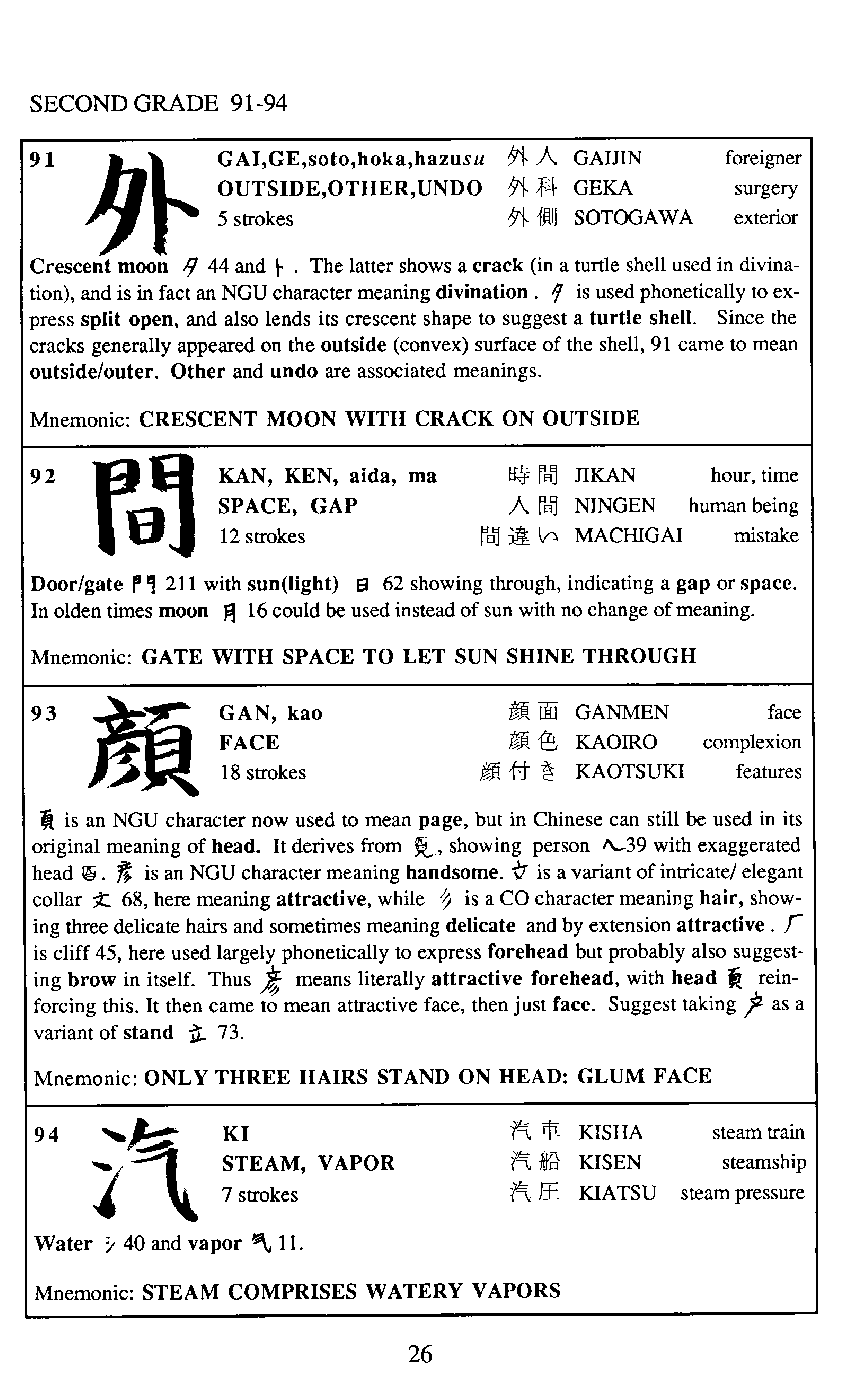 SECOND GRADE 91-94
91 外 GAI,GE,soto,hoka,hazusu 外人 GAIJIN foreigner
OUTSIDE,OTHER,UNDO 外科 GEKA surgery
5 strokes 外側 SOTOGAWA exterior
Crescent moon 夕 44 and 卜 . The latter shows a crack (in a turtle shell used in divina-
tion), and is in fact an NGU character meaning divination . 夕 is used phonetically to ex-
press split open, and also lends its crescent shape to suggest a turtle shell. Since the
cracks generally appeared on the outside (convex) surface of the shell, 91 came to mean
outside/outer. Other and undo are associated meanings.
Mnemonic: CRESCENT MOON WITH CRACK ON OUTSIDE
92 間 KAN, KEN, aida, ma 時間 JIKAN hour, time
SPACE, GAP 人間 NINGEN human being
12 strokes 間違い MACHIGAI mistake
Door/gate 門 211 with sun(light) 日 62 showing through, indicating a gap or space.
In olden times moon 月 16 could be used instead of sun with no change of meaning.
Mnemonic: GATE WITH SPACE TO LET SUN SHINE THROUGH
93 顔 GAN, kao 顔面 GANMEN face
FACE 顔色 KAOIRO complexion
18 strokes 顔付き KAOTSUKI features
頁 is an NGU character now used to mean page, but in Chinese can still be used in its
original meaning of head. It derives from , showing person 39 with exaggerated
head . 彦 is an NGU character meaning handsome. is a variant of intricate/ elegant
collar 文 68, here meaning attractive, while 彡 is a CO character meaning hair, show-
ing three delicate hairs and sometimes meaning delicate and by extension attractive . 厂
is cliff 45, here used largely phonetically to express forehead but probably also suggest-
ing brow in itself. Thus 彦 means literally attractive forehead, with head 頁 rein-
forcing this. It then came to mean attractive face, then just face. Suggest taking as a
variant of stand 立 73.
Mnemonic: ONLY THREE HAIRS STAND ON HEAD: GLUM FACE
94 汽 KI 汽車 KISHA steam train
STEAM, VAPOR 汽船 KISEN steamship
7 strokes 汽圧 KIATSU steam pressure
Water 氵 40 and vapor 气 11.
Mnemonic: STEAM COMPRISES WATERY VAPORS
26